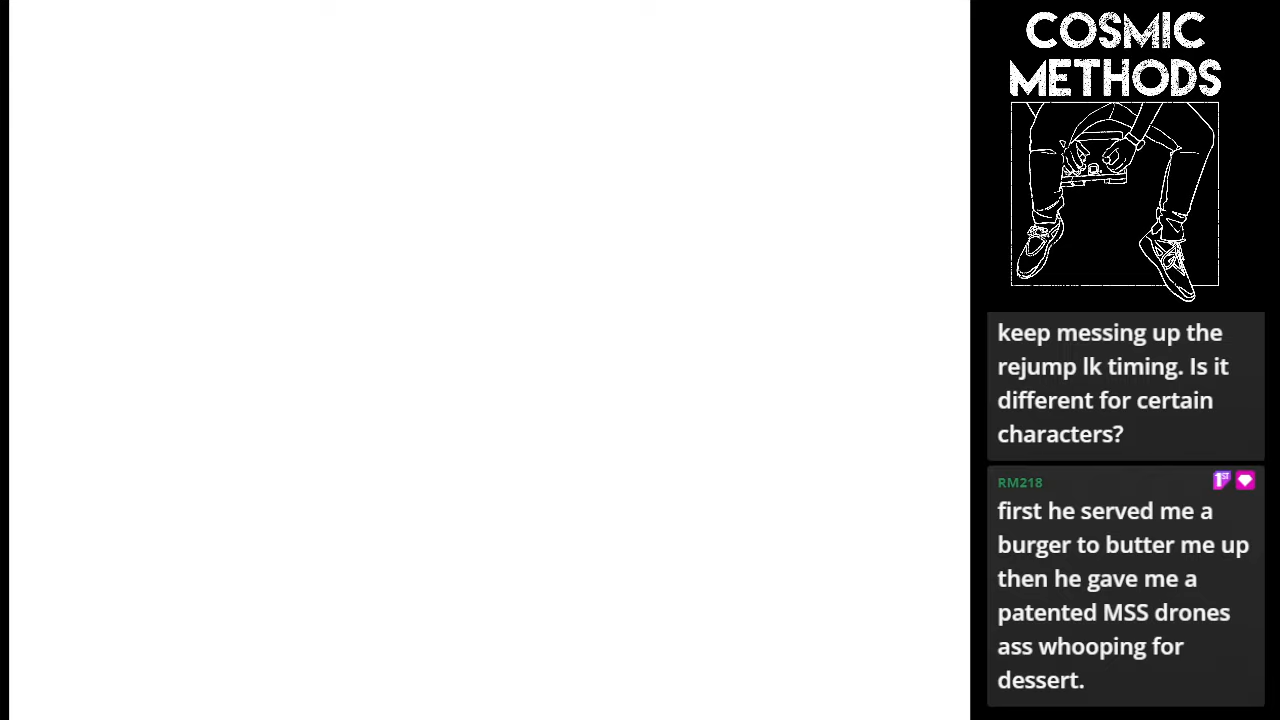 COSMIC
METHODS
keep messing up the
rejump lk timing. Is it
different for certain
characters?
RM218
1ST
first he served me a
burger to butter me up
then he gave me a
patented MSS drones
ass whooping for
dessert.